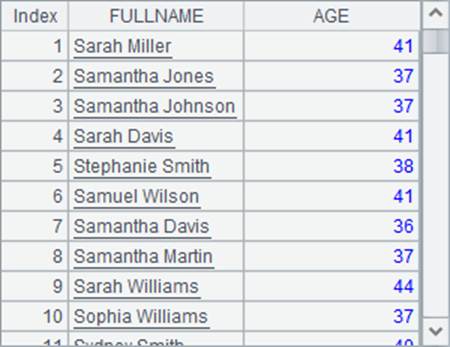 Index FULLNAME AGE
1 Sarah Miller 41
2 Samantha Jones 37
3 Samantha Johnson 37
4 Sarah Davis 41
5 Stephanie Smith 38
6 Samuel Wilson 41
7 Samantha Davis 36
8 Samantha Martin 37
9 Sarah Williams 44
10 Sophia Williams 37
11 Sydney Smith